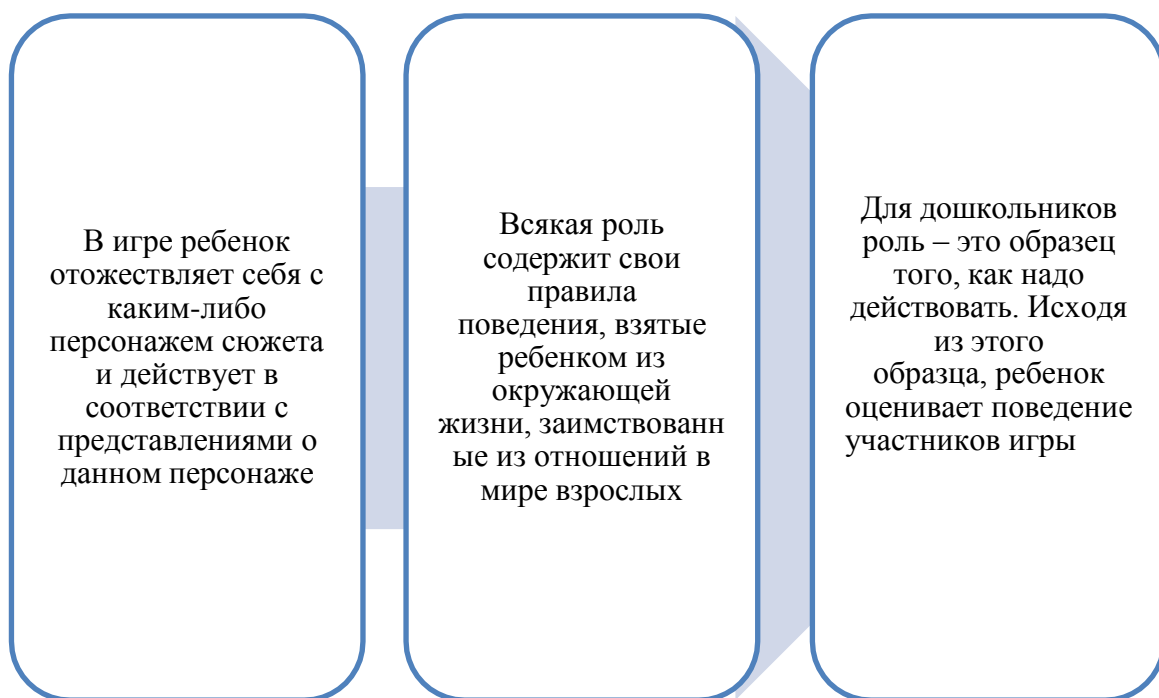 В игре ребенок
отожествляет себя с
каким-либо
персонажем сюжета
и действует в
соответствии с
представлениями о
данном персонаже
Всякая роль
содержит свои
правила
поведения, взятые
ребенком из
окружающей
жизни, заимствованн
ые из отношений в
мире взрослых
Для дошкольников
роль – это образец
того, как надо
действовать. Исходя
из этого
образца, ребенок
оценивает поведение
участников игры